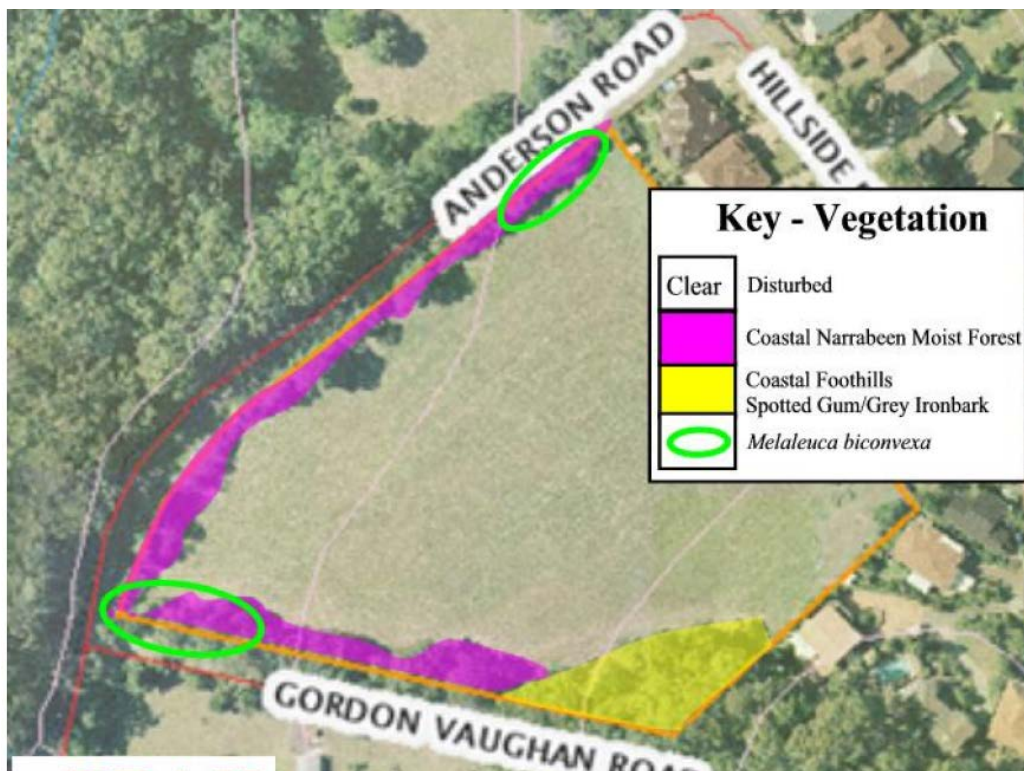 ANDERSON ROAD
HILLSIDE
Key - Vegetation
Clear Disturbed
Coastal Narrabeen Moist Forest
Coastal Foothills
Spotted Gum/Grey Ironbark
Melaleuca biconvexa
GORDON VAUGHAN ROAD